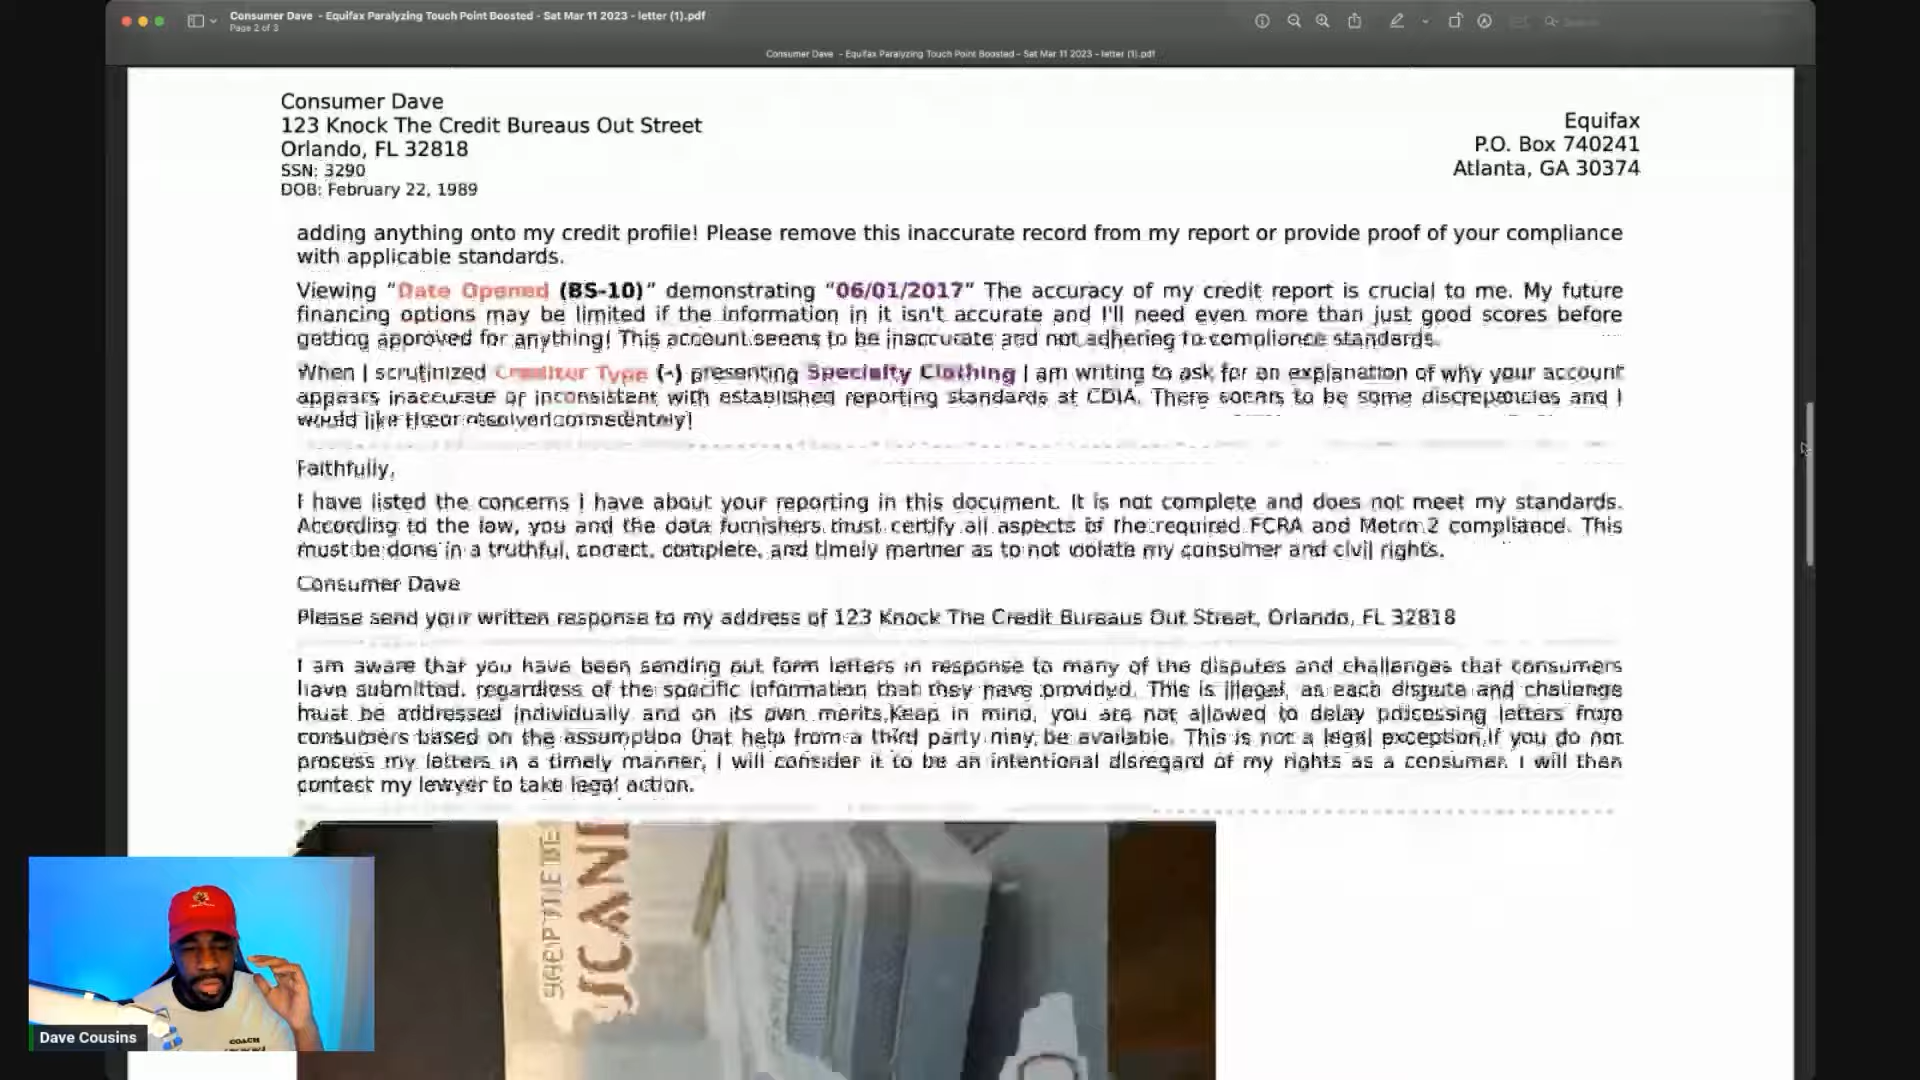 Consumer Dave - Equifax Paralyzing Touch Point Boosted - Sat Mar 11 2023 - letter (1).pdf
Page 2 of 3
Search
Consumer Dave - Equifax Paralyzing Touch Point Boosted - Sat Mar 11 2023 - letter (1).pdf
Consumer Dave
123 Knock The Credit Bureaus Out Street
Orlando, FL 32818
SSN: 3290
DOB: February 22, 1989
Equifax
P.O. Box 740241
Atlanta, GA 30374
adding anything onto my credit profile! Please remove this inaccurate record from my report or provide proof of your compliance
with applicable standards.
Viewing "Date Opened (BS-10)" demonstrating "06/01/2017" The accuracy of my credit report is crucial to me. My future
financing options may be limited if the information in it isn't accurate and I'll need even more than just good scores before
getting approved for anything! This account seems to be inaccurate and not adhering to compliance standards.
When I scrutinized Creditor Type (-) presenting Specialty Clothing I am writing to ask for an explanation of why your account
appears inaccurate or inconsistent with established reporting standards at CDIA. There seems to be some discrepancies and I
would like
Faithfully,
I have listed the concerns I have about your reporting in this document. It is not complete and does not meet my standards.
According to the law, you and the data furnishers must certify all aspects of the required FCRA and Metro 2 compliance. This
must be done in a truthful, correct, complete, and timely manner as to not violate my consumer and civil rights.
Consumer Dave
Please send your written response to my address of 123 Knock The Credit Bureaus Out Street, Orlando, FL 32818
I am aware that you have been sending out form letters in response to many of the disputes and challenges that consumers
have submitted, regardless of the specific information that they have provided. This is illegal, as each dispute and challenge
must be addressed individually and on its own merits.Keep in mind, you are not allowed to delay processing letters from
consumers based on the assumption that help from a third party may be available. This is not a legal exception.If you do not
process my letters in a timely manner, I will consider it to be an intentional disregard of my rights as a consumer. I will then
contact my lawyer to take legal action.
Dave Cousins
COACH